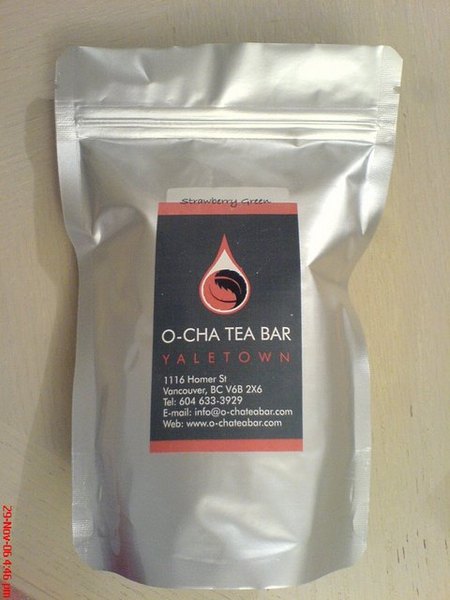 Strawberry Green
O-CHA TEA BAR
YALETOWN
1116 Homer St
Vancouver, BC V6B 2X6
Tel: 604 633-3929
E-mail: info@o-chateabar.com
Web: www.o-chateabar.com
29-Nov-06 4:46 pm